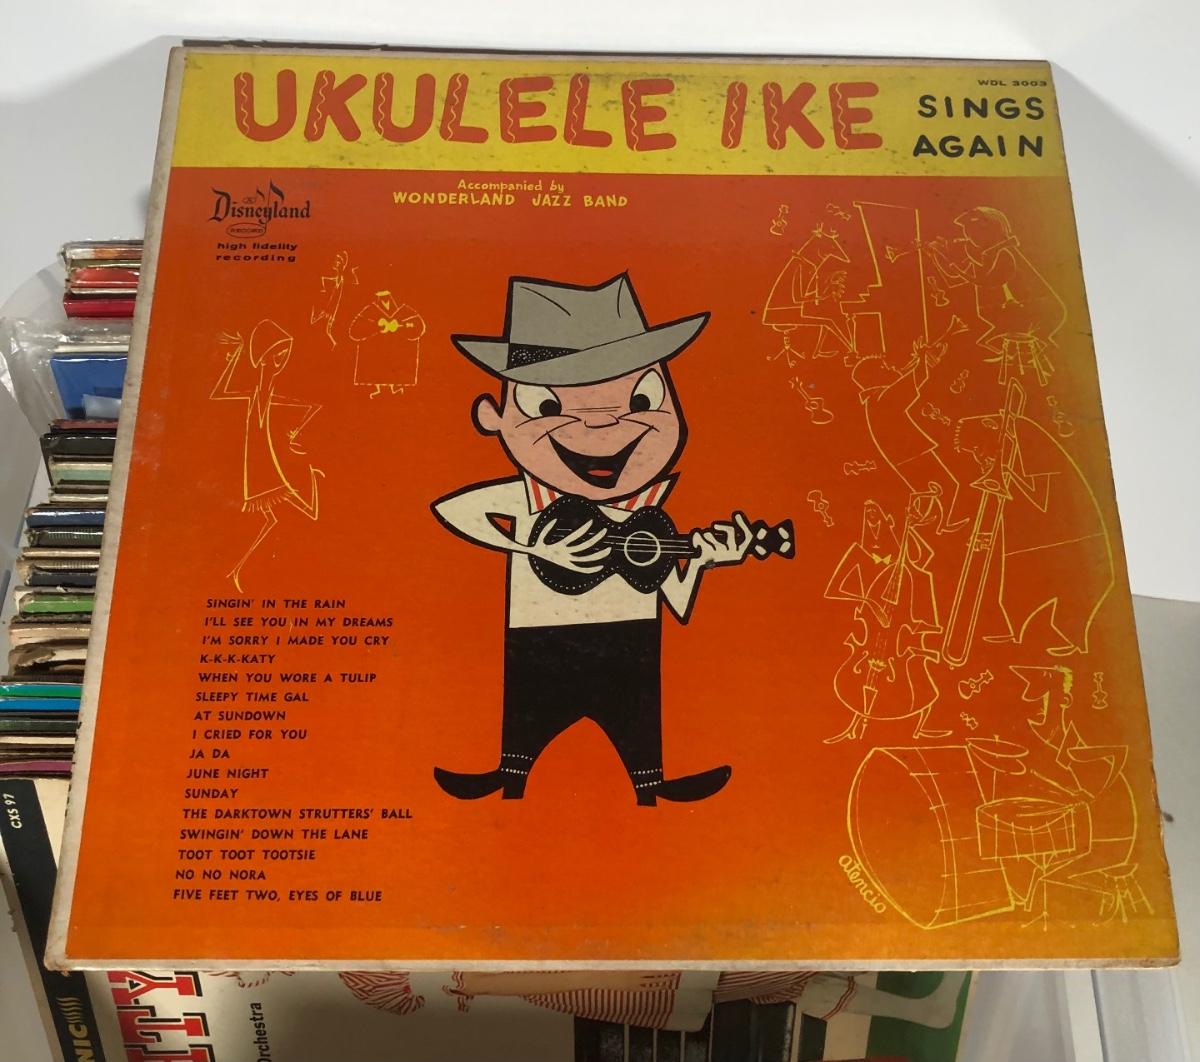 WDL 3003
UKULELE IKE SINGS
AGAIN
Accompanied by
WONDERLAND JAZZ BAND
Disneyland
RECORD
high fidelity
recording
SINGIN' IN THE RAIN
I'LL SEE YOU IN MY DREAMS
I'M SORRY I MADE YOU CRY
K-K-K-KATY
WHEN YOU WORE A TULIP
SLEEPY TIME GAL
AT SUNDOWN
I CRIED FOR YOU
JA DA
JUNE NIGHT
SUNDAY
THE DARKTOWN STRUTTERS' BALL
SWINGIN' DOWN THE LANE
TOOT TOOT TOOTSIE
NO NO NORA
FIVE FEET TWO, EYES OF BLUE
atencio
CXS 97